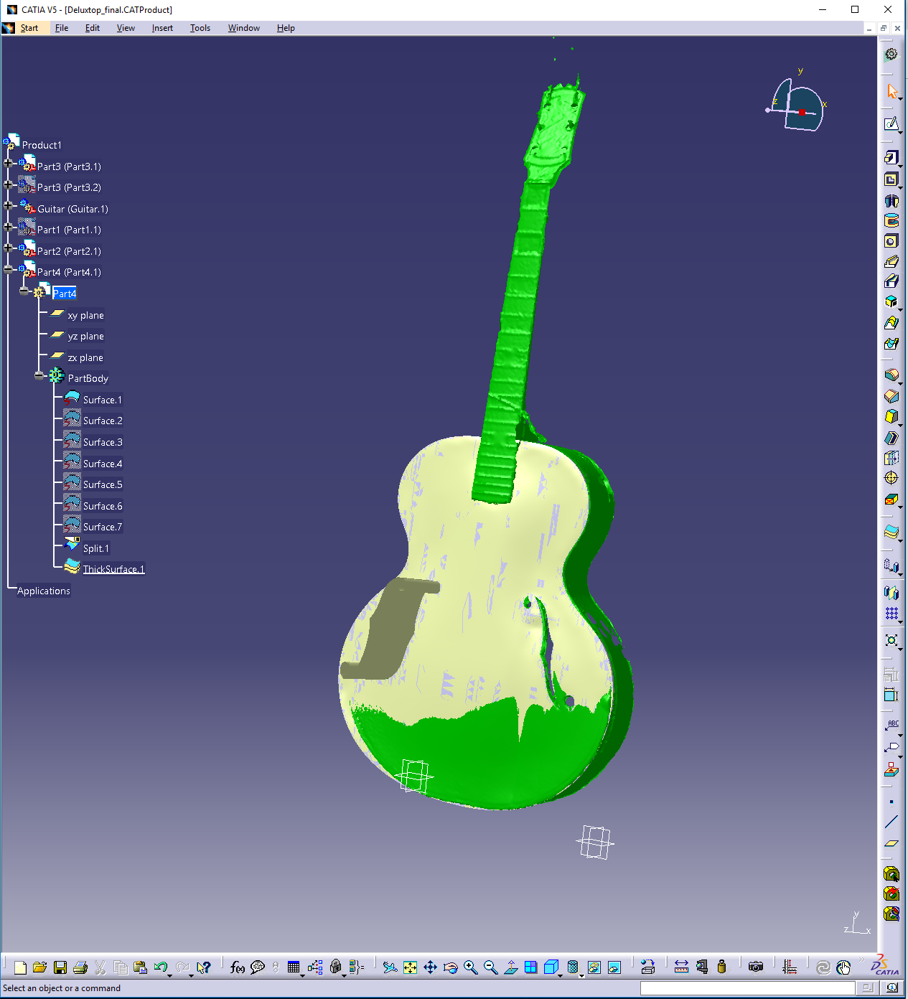 CATIA V5 - [Deluxtop_final.CATProduct]
Start File Edit View Insert Tools Window Help
y
z
x
Product1
Part3 (Part3.1)
Part3 (Part3.2)
Guitar (Guitar.1)
Part1 (Part1.1)
Part2 (Part2.1)
Part4 (Part4.1)
Part4
xy plane
yz plane
zx plane
PartBody
Surface.1
Surface.2
Surface.3
Surface.4
Surface.5
Surface.6
Surface.7
Split.1
ThickSurface.1
Applications
ABC
y
z x
f(x)
CATIA
Select an object or a command